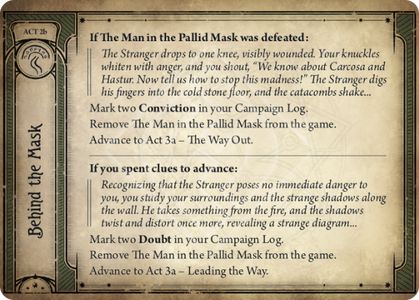 ACT 2b
Behind the Mask
If The Man in the Pallid Mask was defeated:
The Stranger drops to one knee, visibly wounded. Your knuckles
whiten with anger, and you shout, “We know about Carcosa and
Hastur. Now tell us how to stop this madness!” The Stranger digs
his fingers into the cold stone floor, and the catacombs shake...
Mark two Conviction in your Campaign Log.
Remove The Man in the Pallid Mask from the game.
Advance to Act 3a – The Way Out.
If you spent clues to advance:
Recognizing that the Stranger poses no immediate danger to
you, you study your surroundings and the strange shadows along
the wall. He takes something from the fire, and the shadows
twist and distort once more, revealing a strange diagram...
Mark two Doubt in your Campaign Log.
Remove The Man in the Pallid Mask from the game.
Advance to Act 3a – Leading the Way.